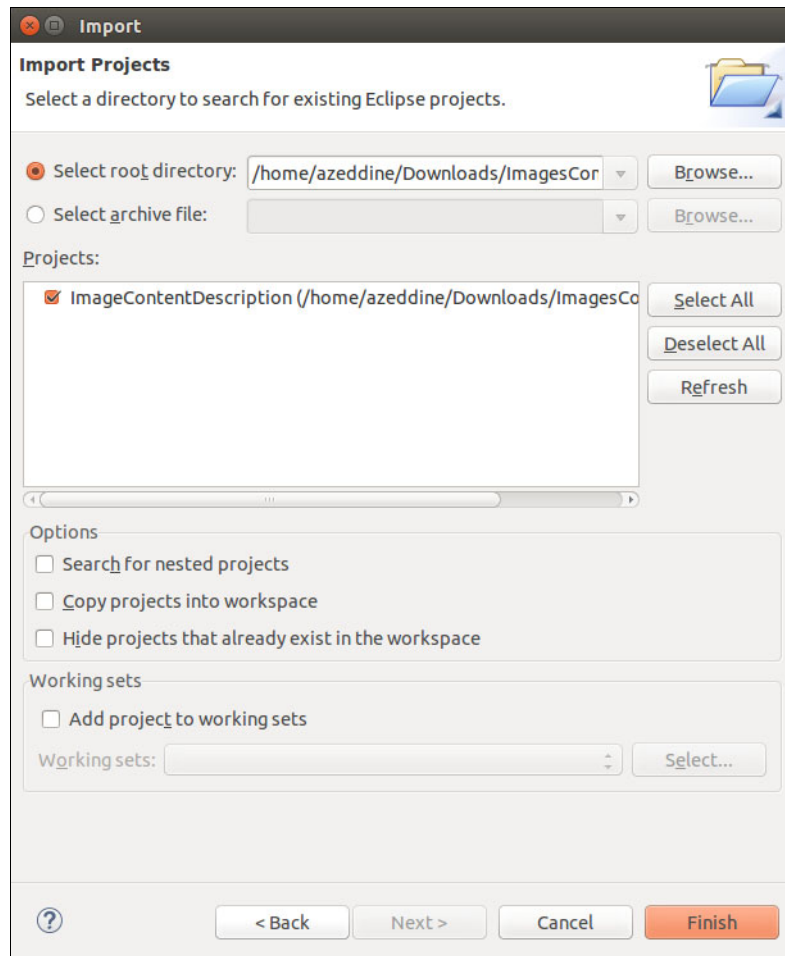 Import
Import Projects
Select a directory to search for existing Eclipse projects.
Select root directory: /home/azeddine/Downloads/ImagesCon Browse...
Select archive file: Browse...
Projects:
ImageContentDescription (/home/azeddine/Downloads/ImagesCo
Select All
Deselect All
Refresh
Options
Search for nested projects
Copy projects into workspace
Hide projects that already exist in the workspace
Working sets
Add project to working sets
Working sets: Select...
? < Back Next > Cancel Finish